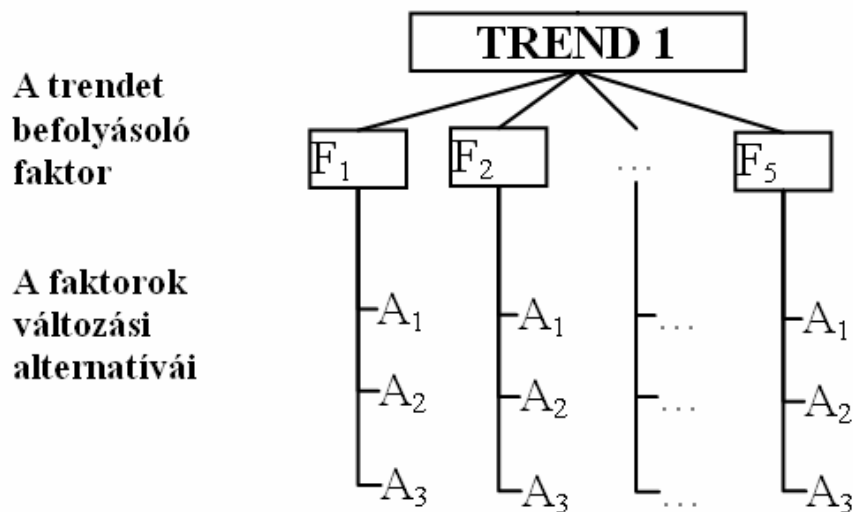 TREND 1
A trendet
befolyásoló
faktor
F₁ F₂ ... F₅
A faktorok
változási
alternatívái
A₁ A₁ ... A₁
A₂ A₂ ... A₂
A₃ A₃ ... A₃